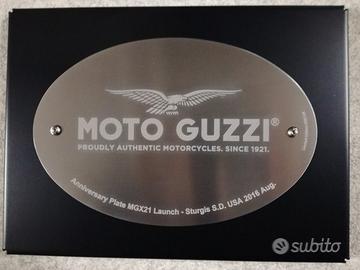 MOTO GUZZI®
PROUDLY AUTHENTIC MOTORCYCLES. SINCE 1921.
Anniversary Plate MGX21 Launch - Sturgis S.D. USA 2016 Aug.
subito